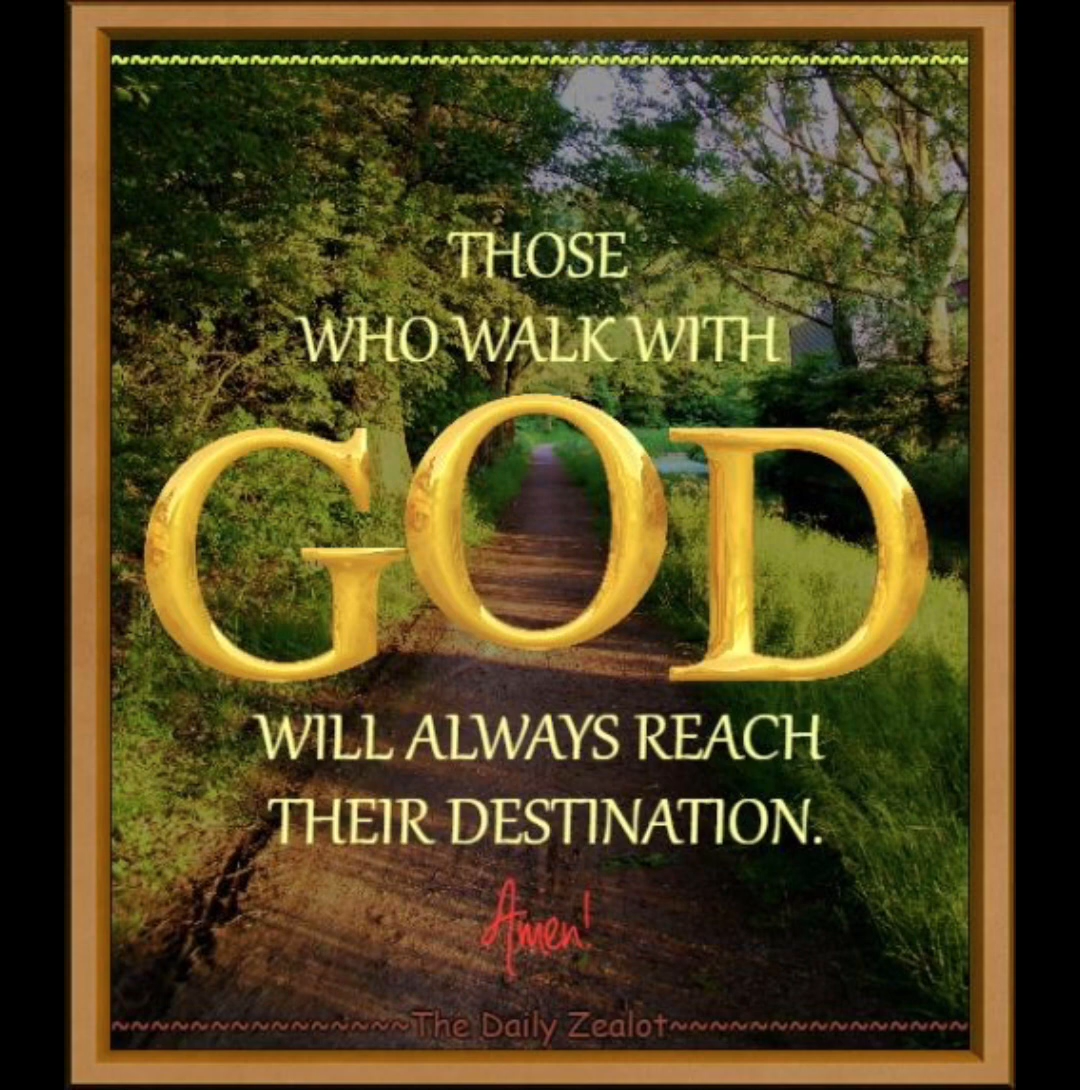 THOSE
WHO WALK WITH
GOD
WILL ALWAYS REACH
THEIR DESTINATION.
Amen!
~~~~~~~~~~~~~~~The Daily Zealot~~~~~~~~~~~~~~~